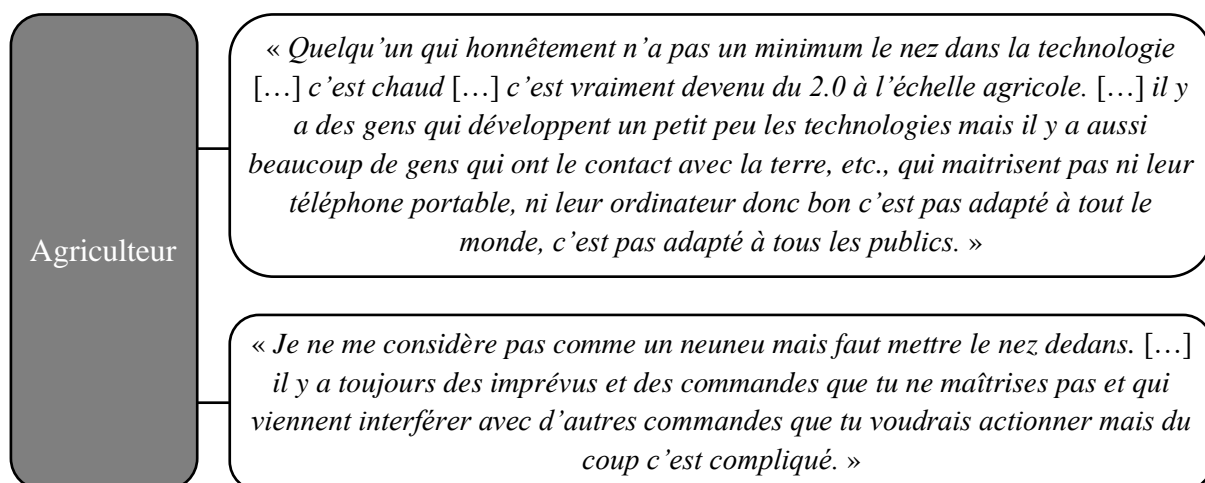 Agriculteur
« Quelqu’un qui honnêtement n’a pas un minimum le nez dans la technologie
[…] c’est chaud […] c’est vraiment devenu du 2.0 à l’échelle agricole. […] il y
a des gens qui développent un petit peu les technologies mais il y a aussi
beaucoup de gens qui ont le contact avec la terre, etc., qui maitrisent pas ni leur
téléphone portable, ni leur ordinateur donc bon c’est pas adapté à tout le
monde, c’est pas adapté à tous les publics. »
« Je ne me considère pas comme un neuneu mais faut mettre le nez dedans. […]
il y a toujours des imprévus et des commandes que tu ne maîtrises pas et qui
viennent interférer avec d’autres commandes que tu voudrais actionner mais du
coup c’est compliqué. »